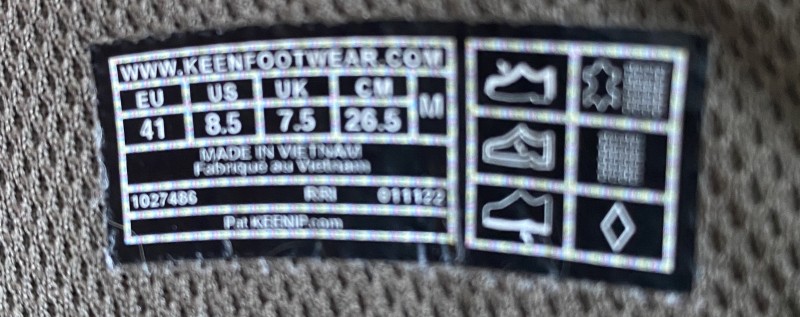 WWW.KEENFOOTWEAR.COM
EU US UK CM M
41 8.5 7.5 26.5
MADE IN VIETNAM
Fabriqué au Vietnam
1027486 RRI 011122
Pat KEENIP.com